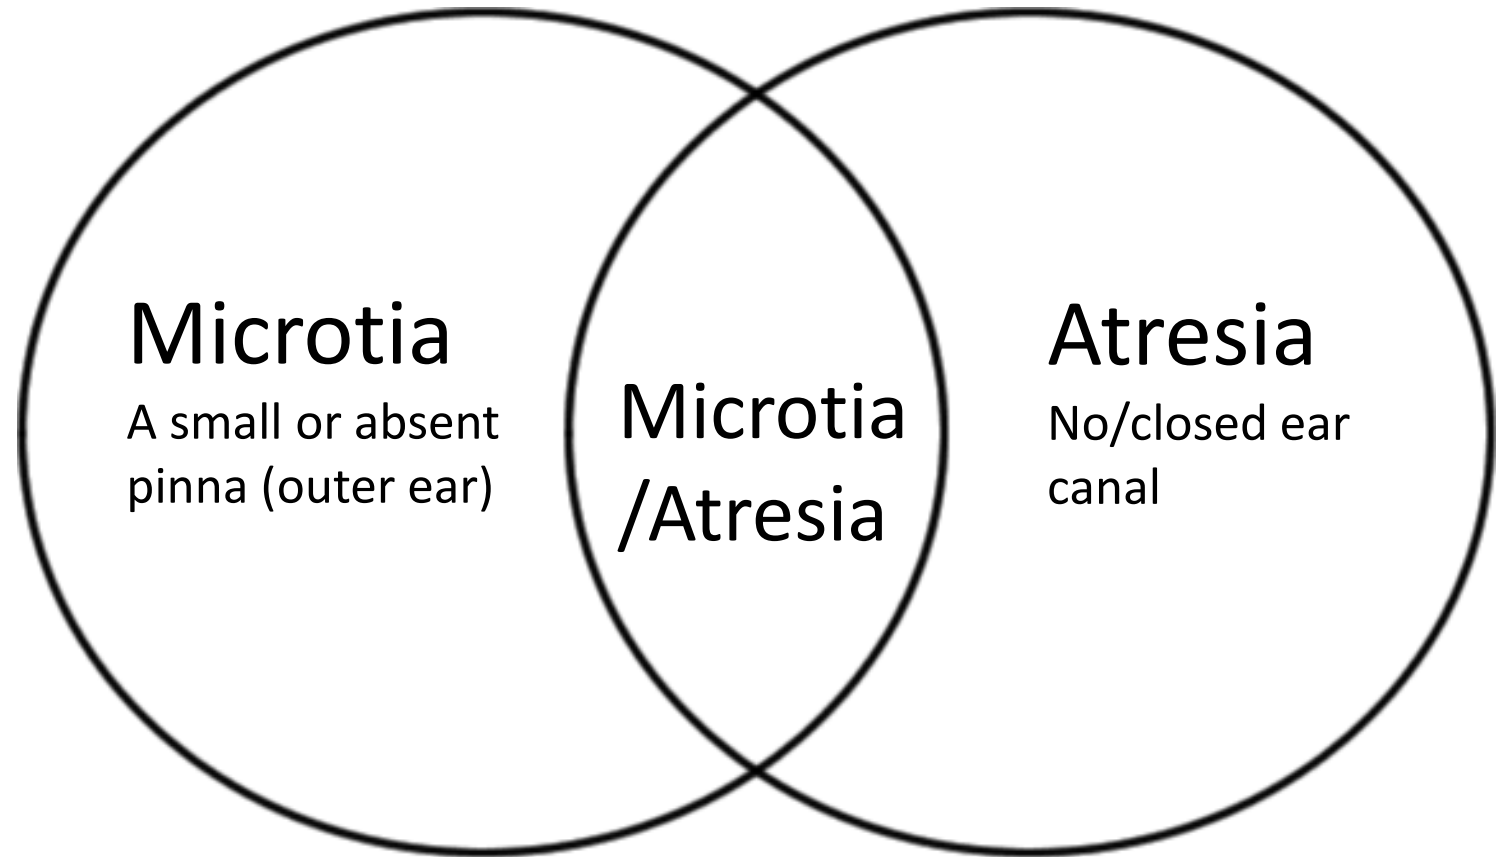 Microtia
A small or absent
pinna (outer ear)
Microtia
/Atresia
Atresia
No/closed ear
canal